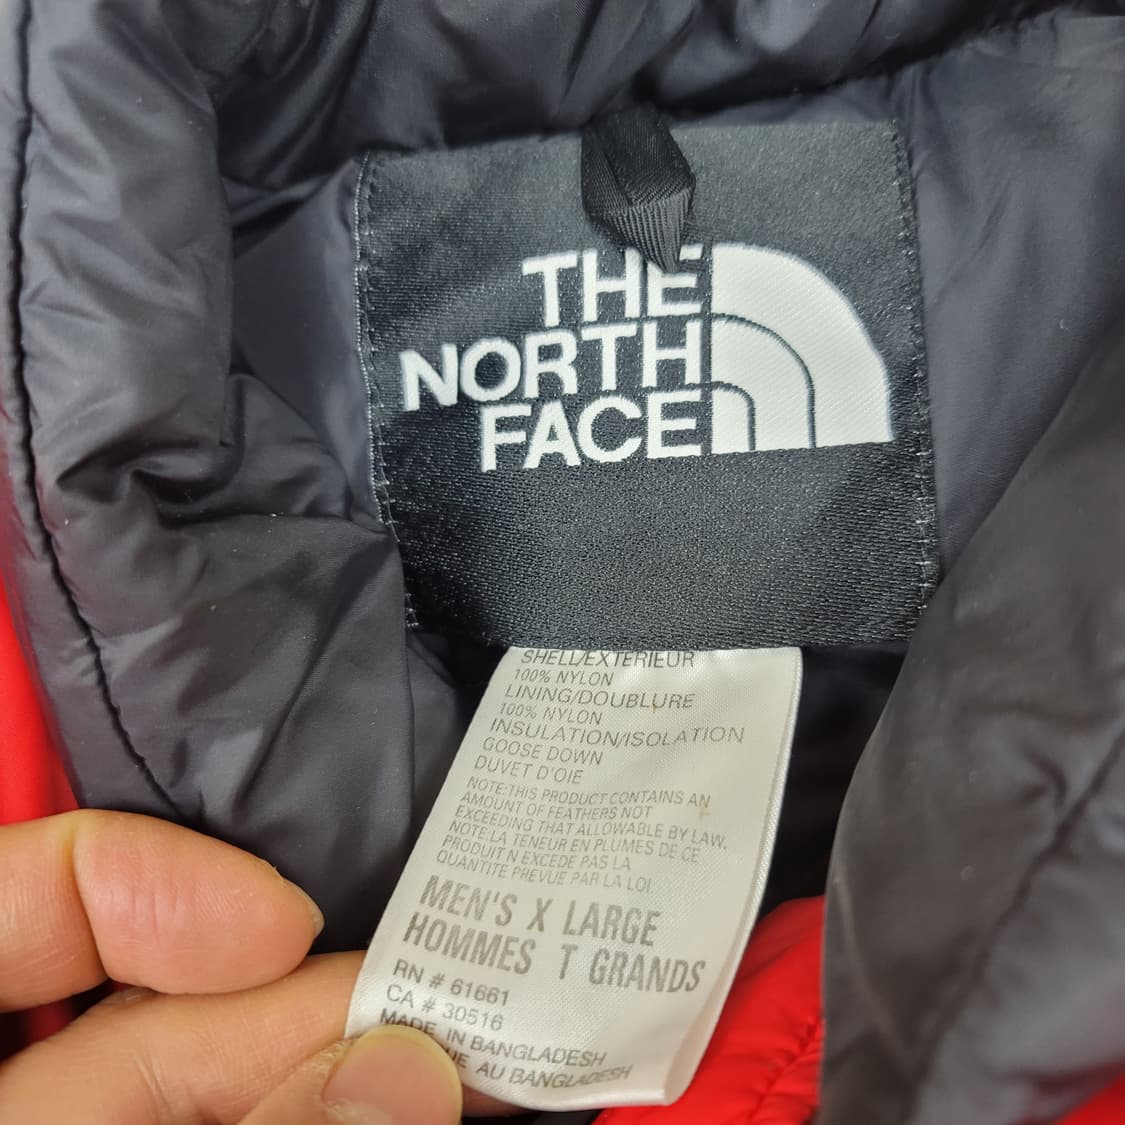 THE
NORTH
FACE
SHELL/EXTERIEUR
100% NYLON
LINING/DOUBLURE
100% NYLON
INSULATION/ISOLATION
GOOSE DOWN
DUVET D'OIE
NOTE:THIS PRODUCT CONTAINS AN
AMOUNT OF FEATHERS NOT
EXCEEDING THAT ALLOWABLE BY LAW.
NOTE:LA TENEUR EN PLUMES DE CE
PRODUIT N EXCEDE PAS LA
QUANTITE PREVUE PAR LA LOI.
MEN'S X LARGE
HOMMES T GRANDS
RN # 61661
CA # 30516
MADE IN BANGLADESH
AU BANGLADESH